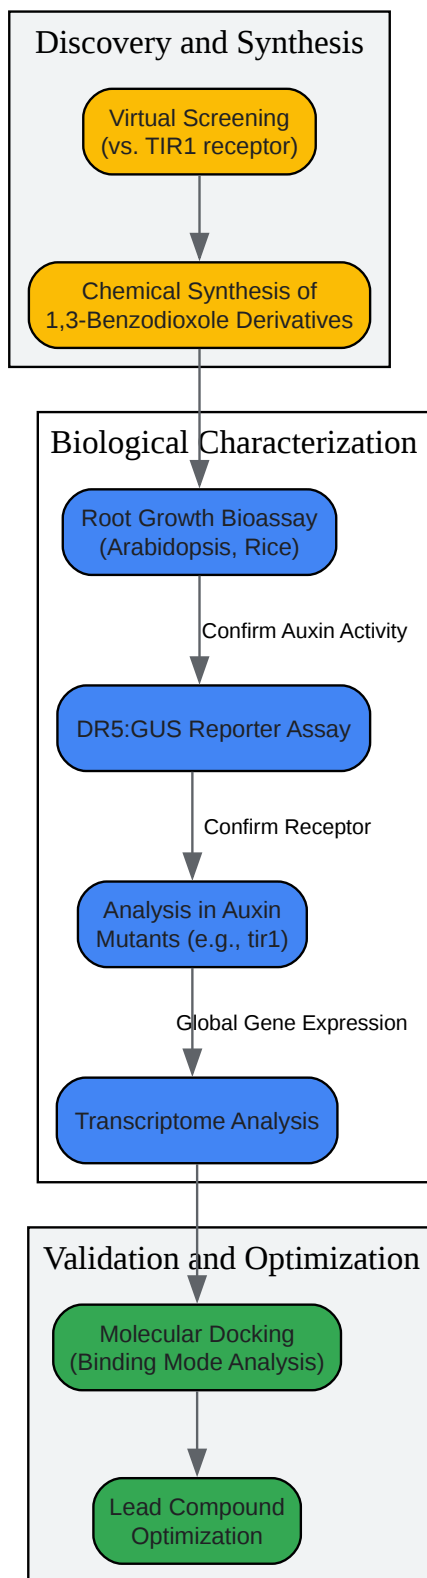 Discovery and Synthesis
Virtual Screening
(vs. TIR1 receptor)
Chemical Synthesis of
1,3-Benzodioxole Derivatives
Biological Characterization
Root Growth Bioassay
(Arabidopsis, Rice)
Confirm Auxin Activity
DR5:GUS Reporter Assay
Confirm Receptor
Analysis in Auxin
Mutants (e.g., tir1)
Global Gene Expression
Transcriptome Analysis
Validation and Optimization
Molecular Docking
(Binding Mode Analysis)
Lead Compound
Optimization